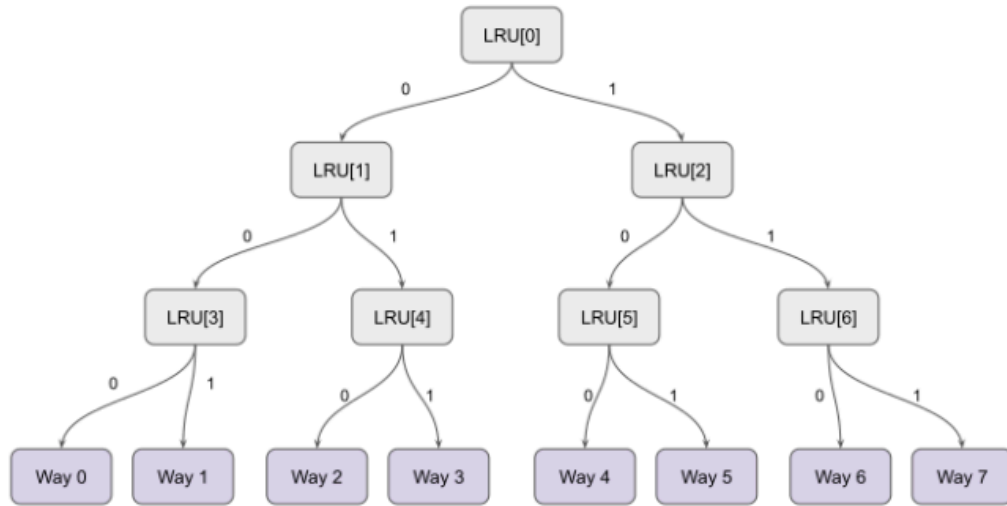 LRU[0]
0 1
LRU[1] LRU[2]
0 1 0 1
LRU[3] LRU[4] LRU[5] LRU[6]
0 1 0 1 0 1 0 1
Way 0 Way 1 Way 2 Way 3 Way 4 Way 5 Way 6 Way 7